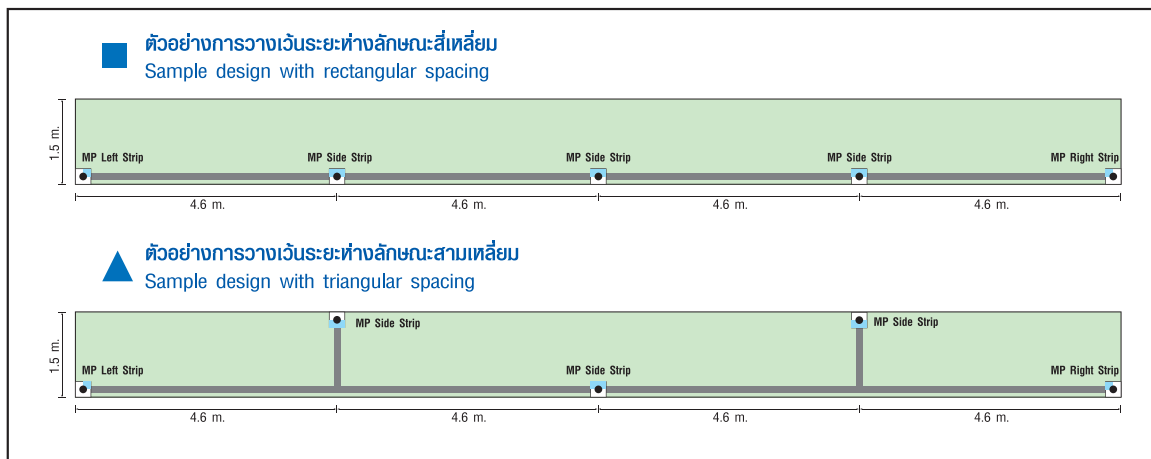 ตัวอย่างการวางเว้นระยะห่างลักษณะสี่เหลี่ยม
Sample design with rectangular spacing
1.5 m.
MP Left Strip MP Side Strip MP Side Strip MP Side Strip MP Right Strip
4.6 m. 4.6 m. 4.6 m. 4.6 m.
ตัวอย่างการวางเว้นระยะห่างลักษณะสามเหลี่ยม
Sample design with triangular spacing
1.5 m.
MP Side Strip MP Side Strip
MP Left Strip MP Side Strip MP Right Strip
4.6 m. 4.6 m. 4.6 m. 4.6 m.